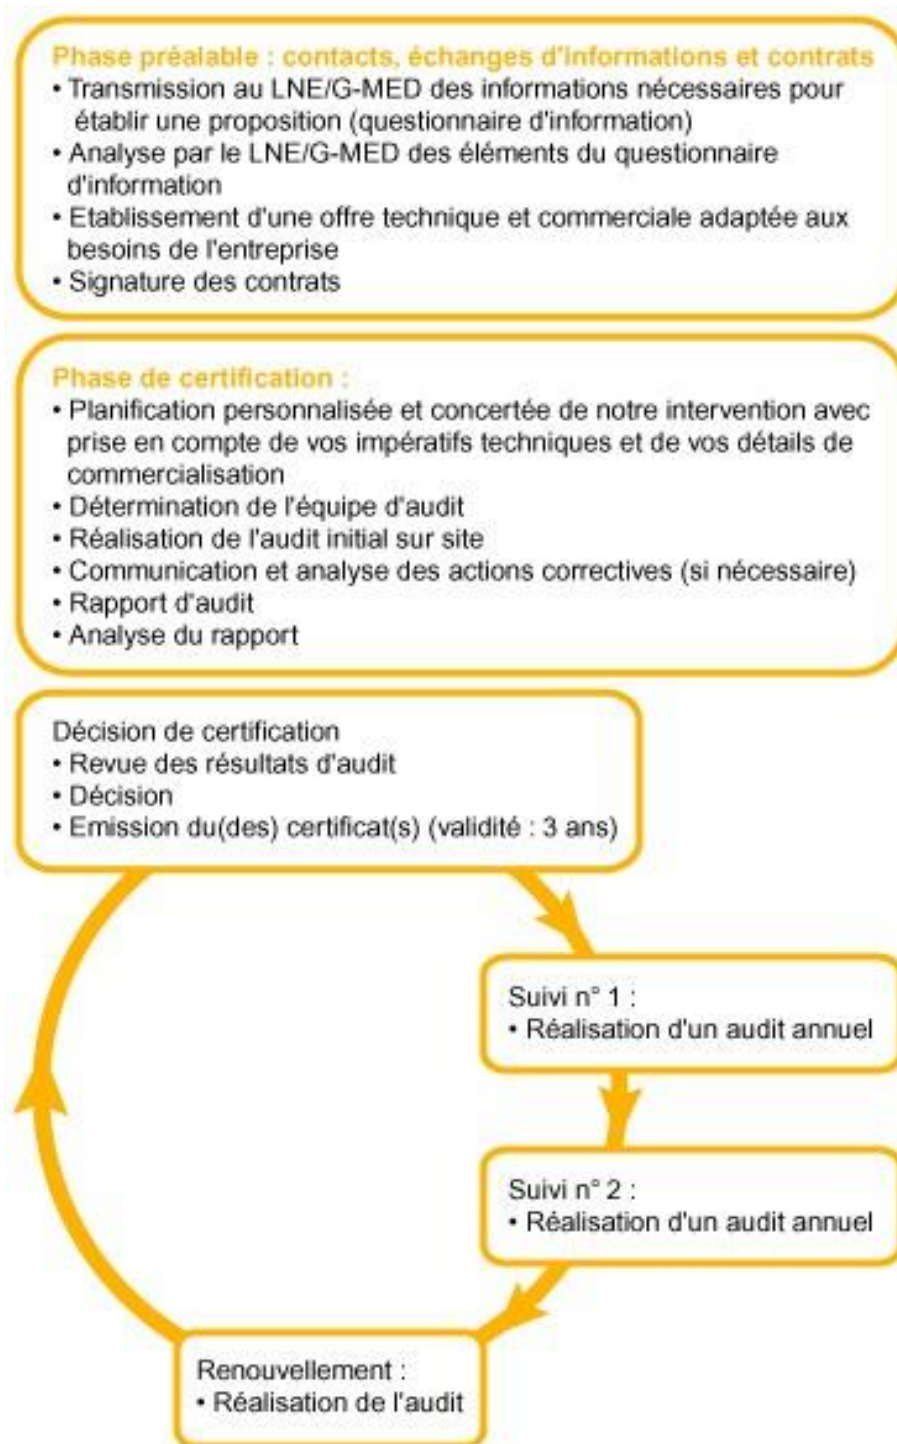 Phase préalable : contacts, échanges d'informations et contrats
• Transmission au LNE/G-MED des informations nécessaires pour
établir une proposition (questionnaire d'information)
• Analyse par le LNE/G-MED des éléments du questionnaire
d'information
• Etablissement d'une offre technique et commerciale adaptée aux
besoins de l'entreprise
• Signature des contrats
Phase de certification :
• Planification personnalisée et concertée de notre intervention avec
prise en compte de vos impératifs techniques et de vos détails de
commercialisation
• Détermination de l'équipe d'audit
• Réalisation de l'audit initial sur site
• Communication et analyse des actions correctives (si nécessaire)
• Rapport d'audit
• Analyse du rapport
Décision de certification
• Revue des résultats d'audit
• Décision
• Emission du(des) certificat(s) (validité : 3 ans)
Suivi n° 1 :
• Réalisation d'un audit annuel
Suivi n° 2 :
• Réalisation d'un audit annuel
Renouvellement :
• Réalisation de l'audit